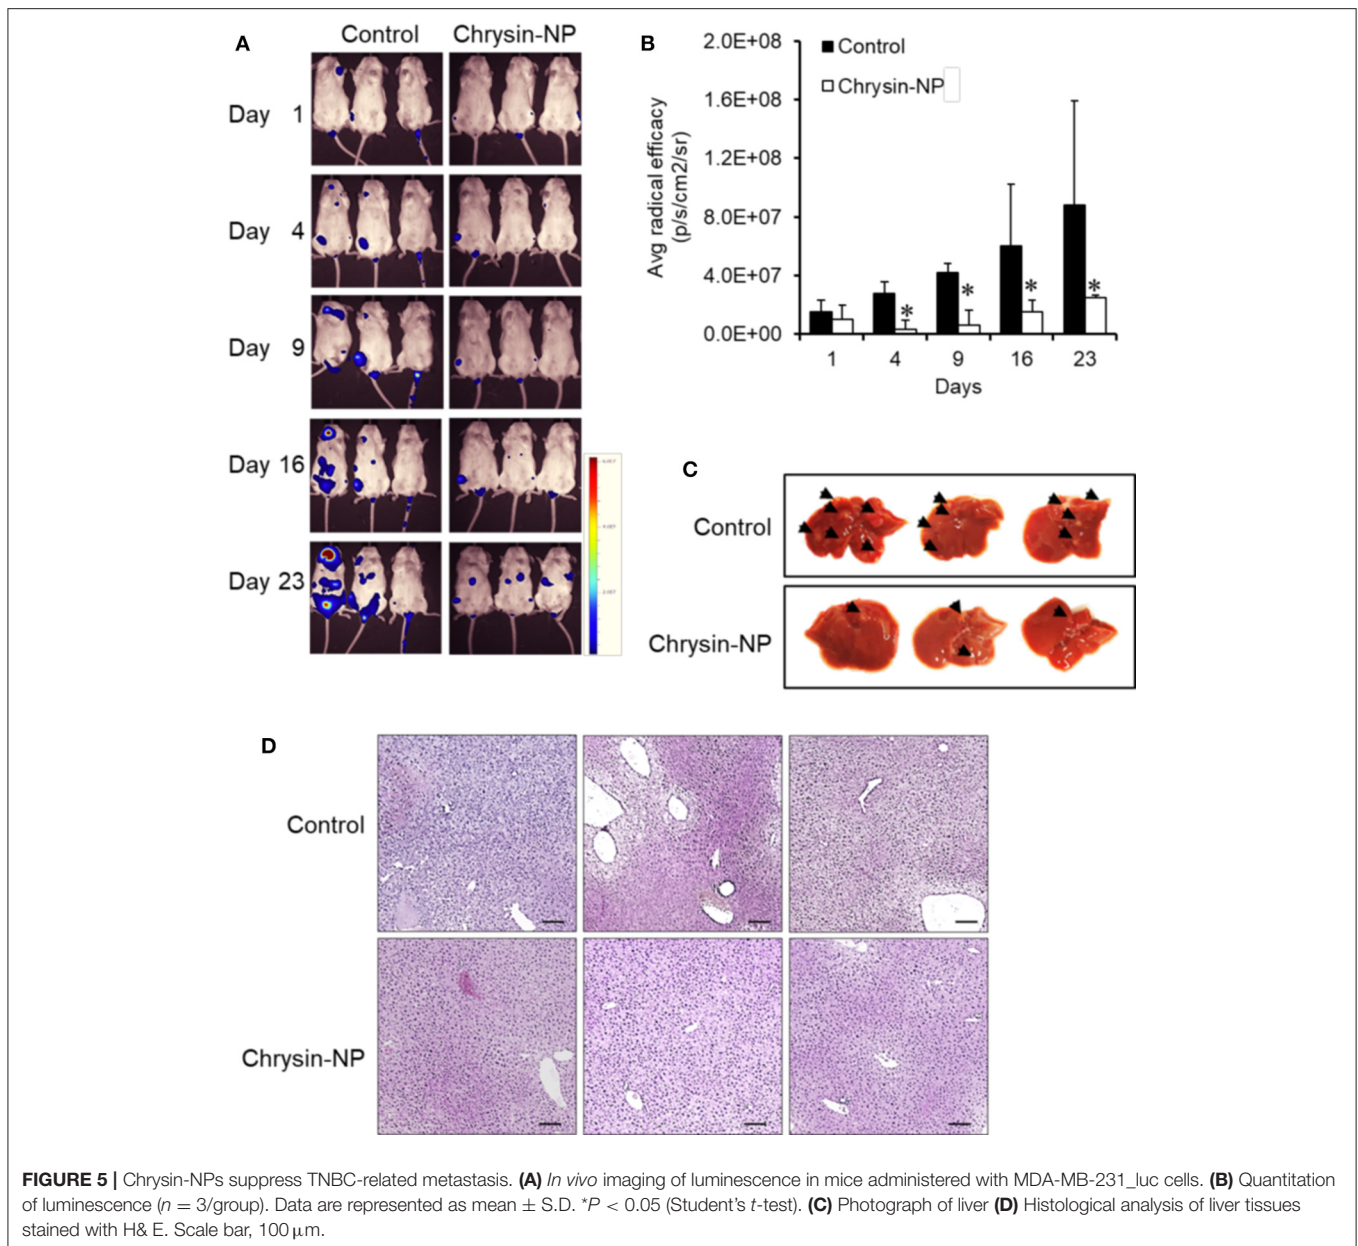 A
Control Chrysin-NP
Day 1
Day 4
Day 9
Day 16
Day 23
B
2.0E+08
1.6E+08
1.2E+08
8.0E+07
4.0E+07
0.0E+00
Avg radical efficacy
(p/s/cm2/sr)
Control
Chrysin-NP
* * * *
1 4 9 16 23
Days
C
Control
Chrysin-NP
D
Control
Chrysin-NP
FIGURE 5 | Chrysin-NPs suppress TNBC-related metastasis. (A) In vivo imaging of luminescence in mice administered with MDA-MB-231_luc cells. (B) Quantitation
of luminescence (n = 3/group). Data are represented as mean ± S.D. *P < 0.05 (Student's t-test). (C) Photograph of liver (D) Histological analysis of liver tissues
stained with H& E. Scale bar, 100 μm.